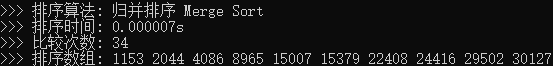 >>> 排序算法: 归并排序 Merge Sort
>>> 排序时间: 0.000007s
>>> 比较次数: 34
>>> 排序数组: 1153 2044 4086 8965 15007 15379 22408 24416 29502 30127